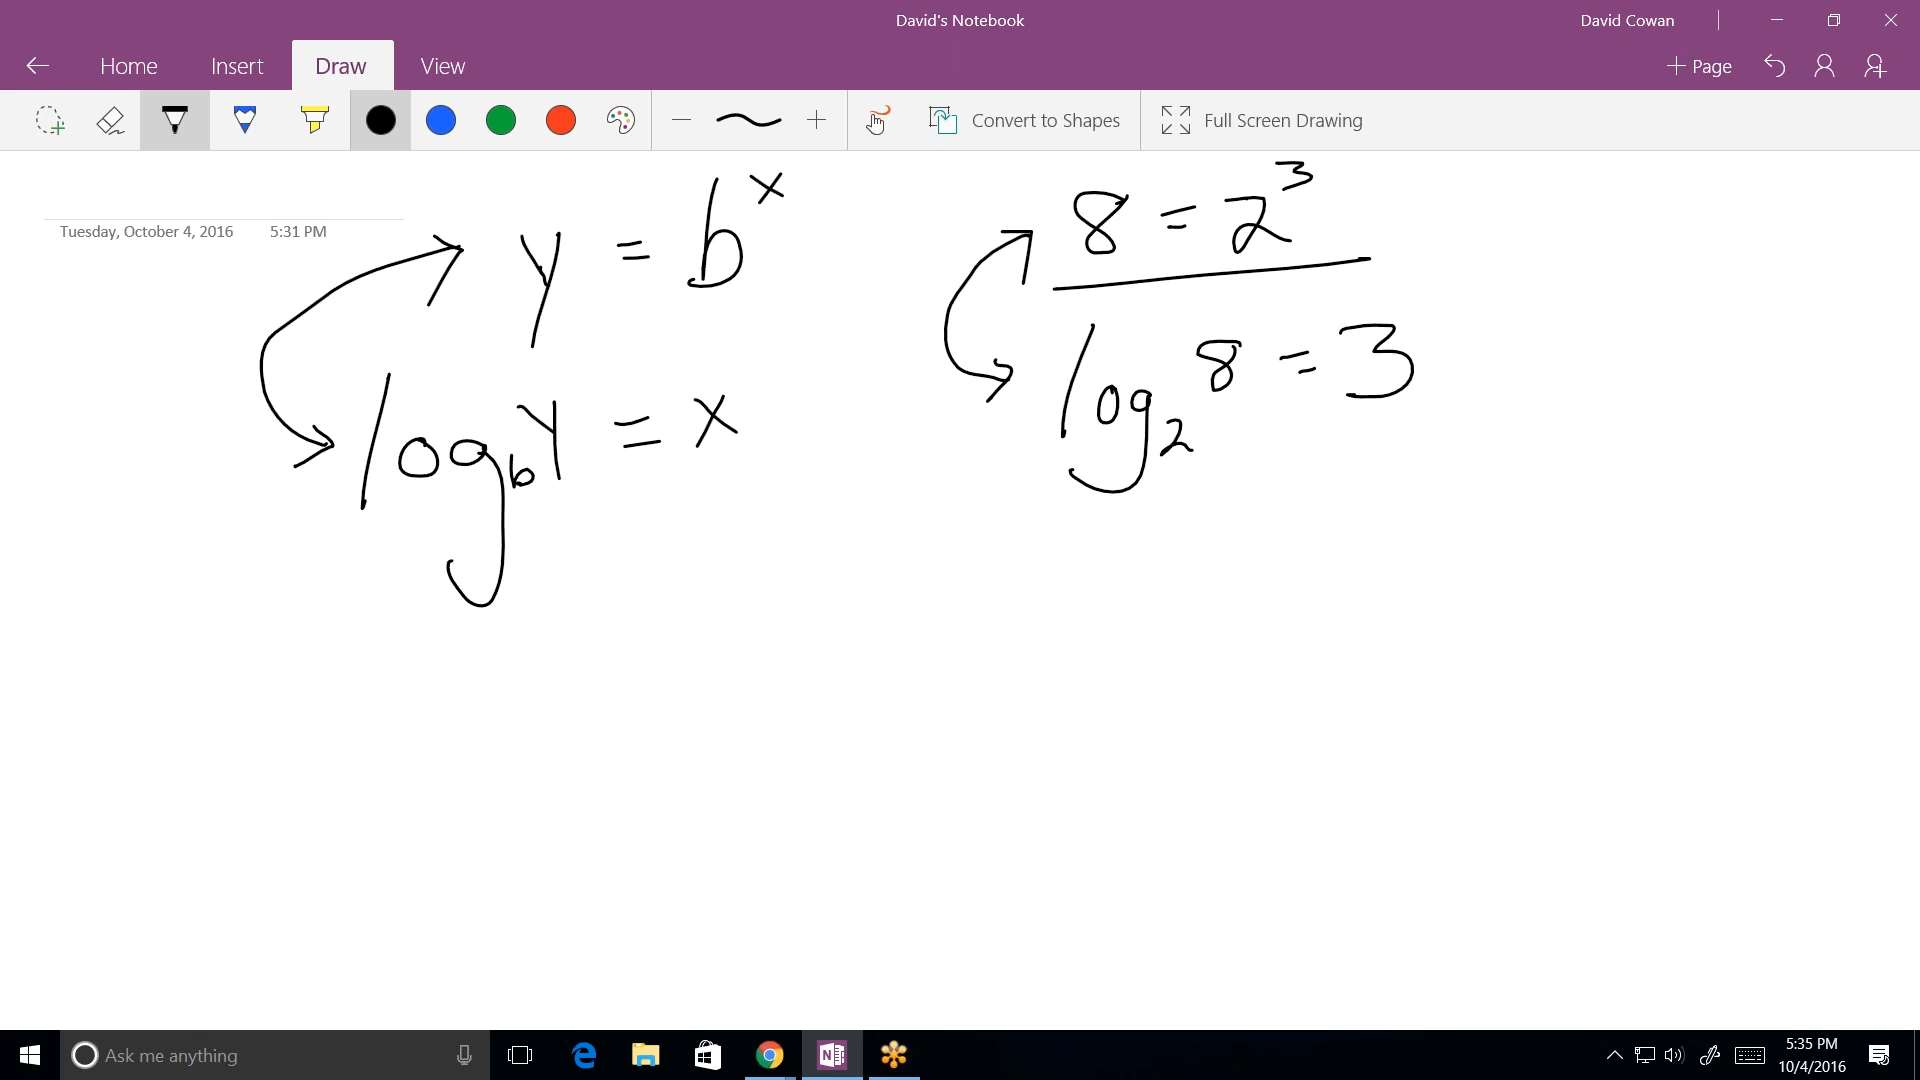 David's Notebook
David Cowan
Home Insert Draw View
Page
Convert to Shapes
Full Screen Drawing
Tuesday, October 4, 2016 5:31 PM
y = b^x
log_b y = x
8 = 2^3
log_2 8 = 3
Ask me anything
N
5:35 PM
10/4/2016